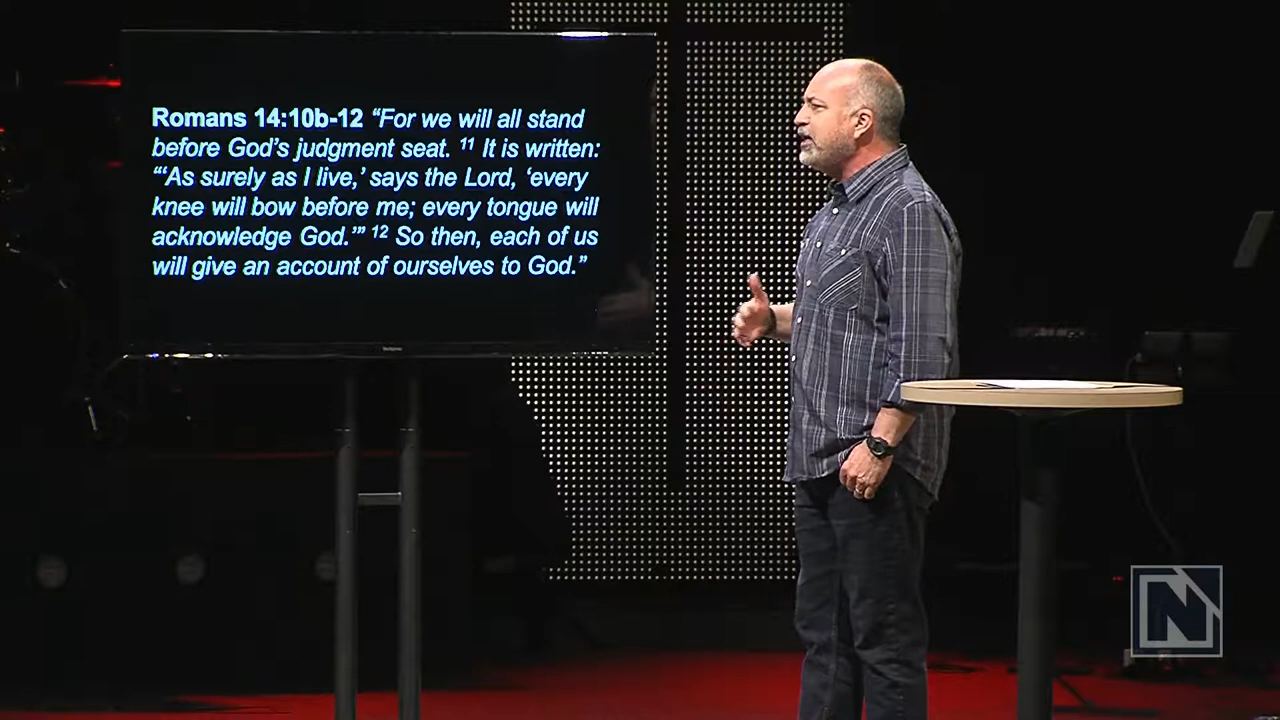 Romans 14:10b-12 “For we will all stand
before God’s judgment seat. ¹¹ It is written:
“‘As surely as I live,’ says the Lord, ‘every
knee will bow before me; every tongue will
acknowledge God.’” ¹² So then, each of us
will give an account of ourselves to God.”
N